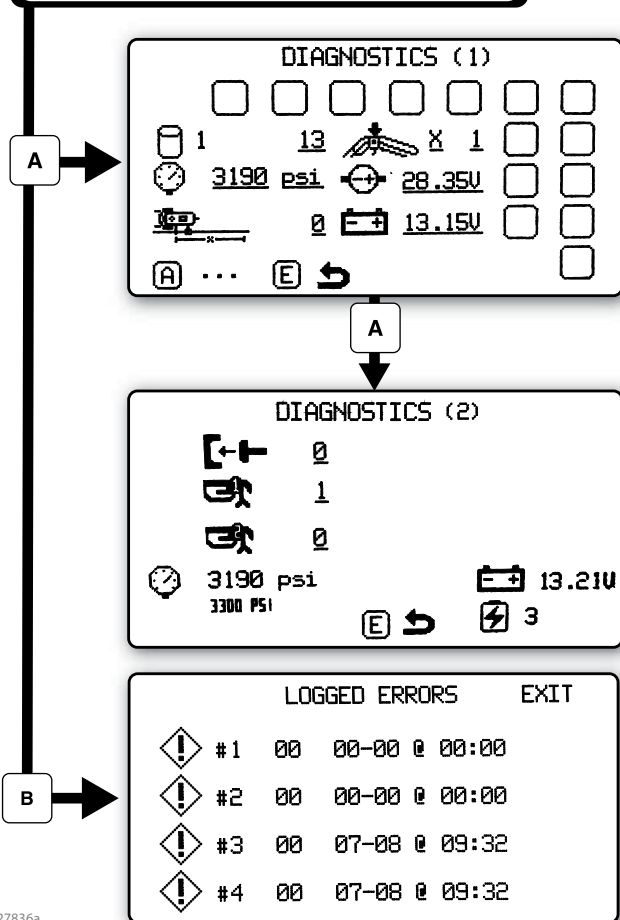 DIAGNOSTICS (1)
1 13 X 1
A 3190 psi 28.35V
x 0 13.15V
A ... E
A
DIAGNOSTICS (2)
0
1
0
3190 psi 13.21V
3300 PSI E 3
LOGGED ERRORS EXIT
#1 00 00-00 @ 00:00
#2 00 00-00 @ 00:00
B
#3 00 07-08 @ 09:32
#4 00 07-08 @ 09:32
27836a